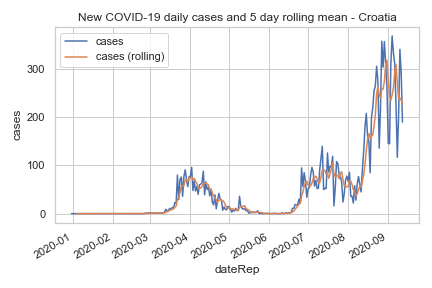 New COVID-19 daily cases and 5 day rolling mean - Croatia
cases
cases (rolling)
300
200
100
0
cases
2020-01
2020-02
2020-03
2020-04
2020-05
2020-06
2020-07
2020-08
2020-09
dateRep